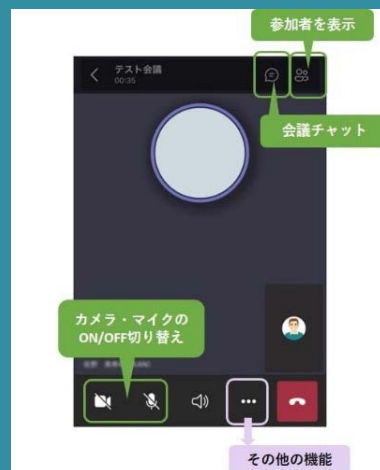 参加者を表示
テスト会議
00:35
会議チャット
カメラ・マイクの
ON/OFF切り替え
その他の機能